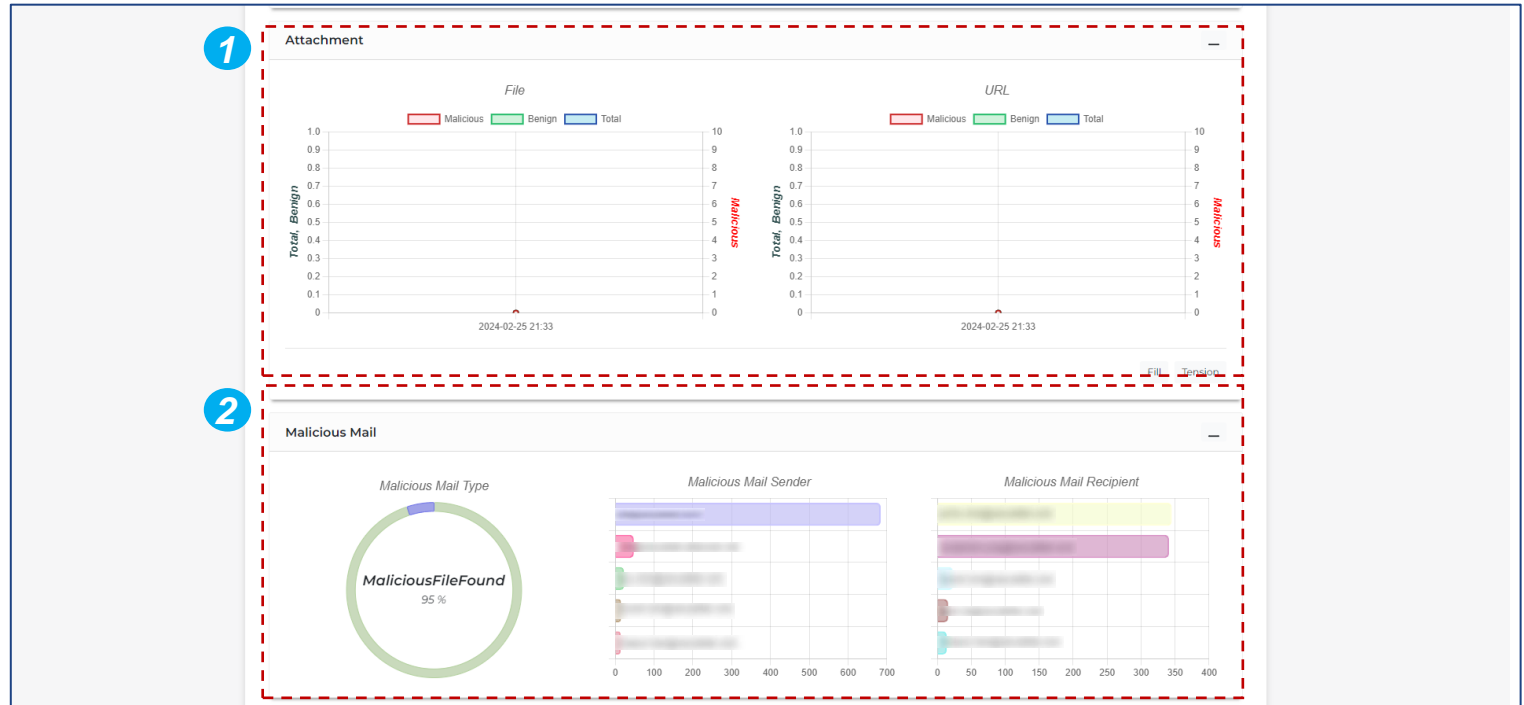 1
Attachment
File
URL
Malicious Benign Total
Malicious Benign Total
1.0
0.9
0.8
0.7
0.6
0.5
0.4
0.3
0.2
0.1
0
Total, Benign
10
9
8
7
6
5
4
3
2
1
0
Malicious
2024-02-25 21:33
1.0
0.9
0.8
0.7
0.6
0.5
0.4
0.3
0.2
0.1
0
Total, Benign
10
9
8
7
6
5
4
3
2
1
0
Malicious
2024-02-25 21:33
Fill Tension
2
Malicious Mail
Malicious Mail Type
MaliciousFileFound
95 %
Malicious Mail Sender
0 100 200 300 400 500 600 700
Malicious Mail Recipient
0 50 100 150 200 250 300 350 400